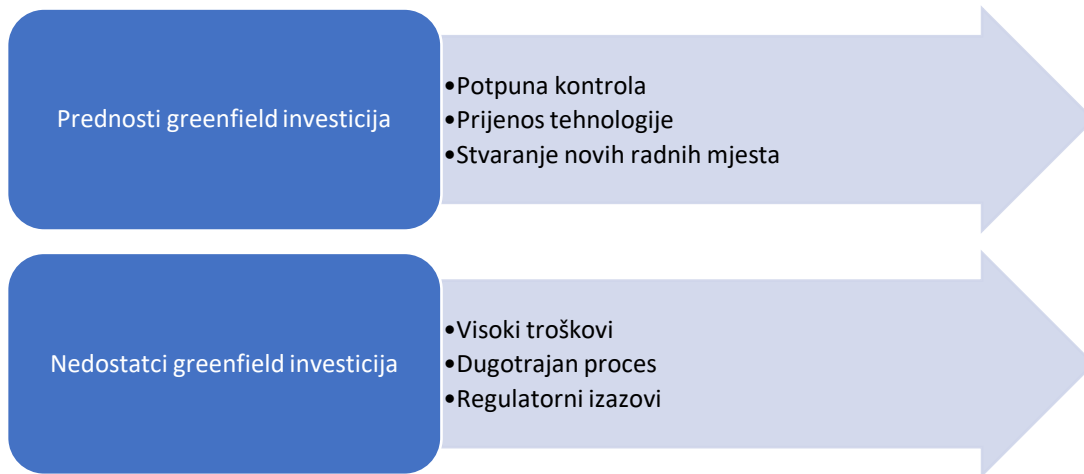 Prednosti greenfield investicija
•Potpuna kontrola
•Prijenos tehnologije
•Stvaranje novih radnih mjesta
Nedostatci greenfield investicija
•Visoki troškovi
•Dugotrajan proces
•Regulatorni izazovi